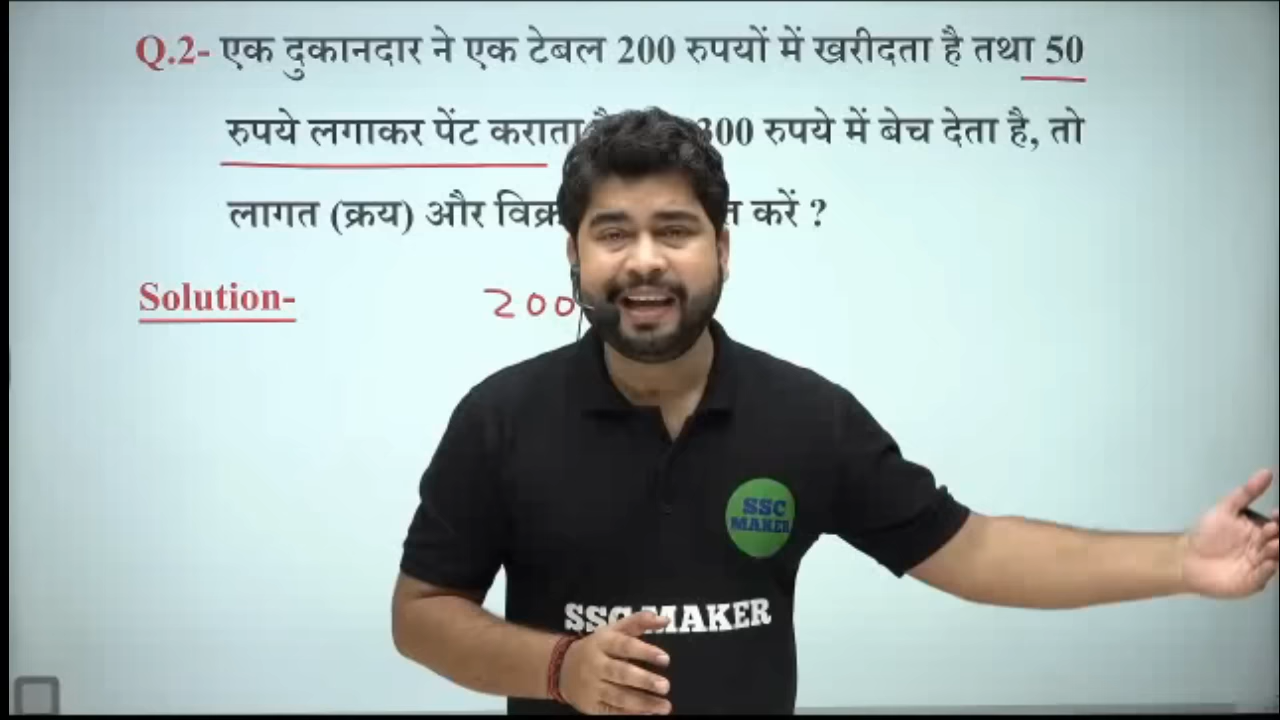 Q.2- एक दुकानदार ने एक टेबल 200 रुपयों में खरीदता है तथा 50
रुपये लगाकर पेंट कराता 300 रुपये में बेच देता है, तो
लागत (क्रय) और करें ?
Solution-
200
SSC
MAKER
SSC MAKER